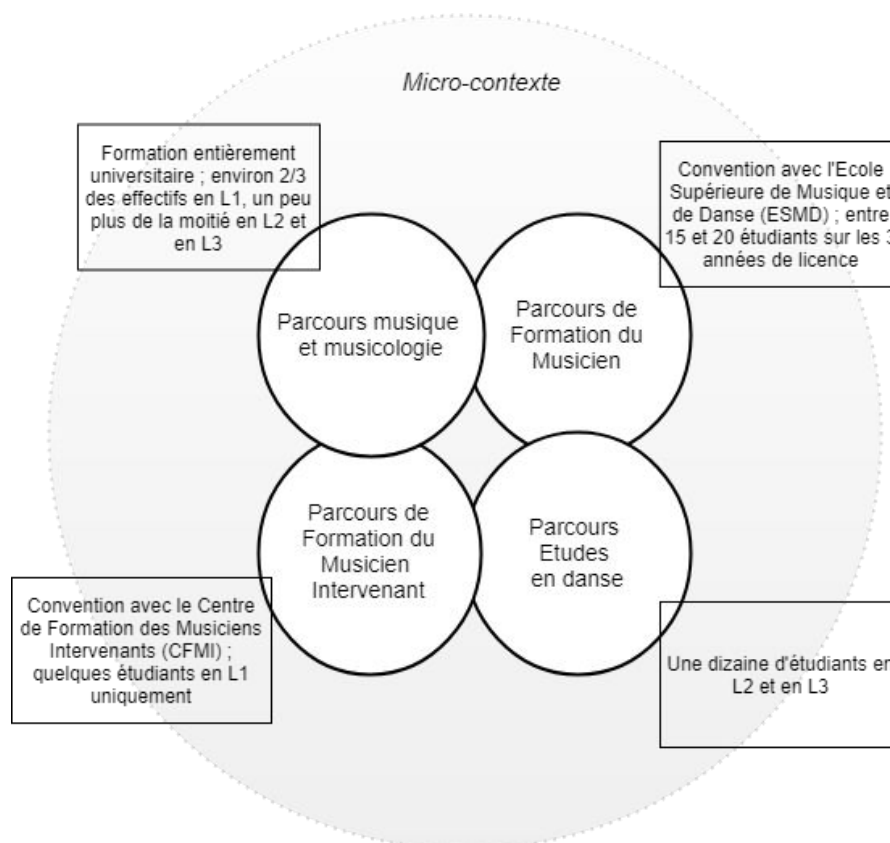 Micro-contexte
Formation entièrement
universitaire ; environ 2/3
des effectifs en L1, un peu
plus de la moitié en L2 et
en L3
Convention avec l'Ecole
Supérieure de Musique et
de Danse (ESMD) ; entre
15 et 20 étudiants sur les 3
années de licence
Parcours musique
et musicologie
Parcours de
Formation du
Musicien
Parcours de
Formation du
Musicien
Intervenant
Parcours
Etudes
en danse
Convention avec le Centre
de Formation des Musiciens
Intervenants (CFMI) ;
quelques étudiants en L1
uniquement
Une dizaine d'étudiants en
L2 et en L3